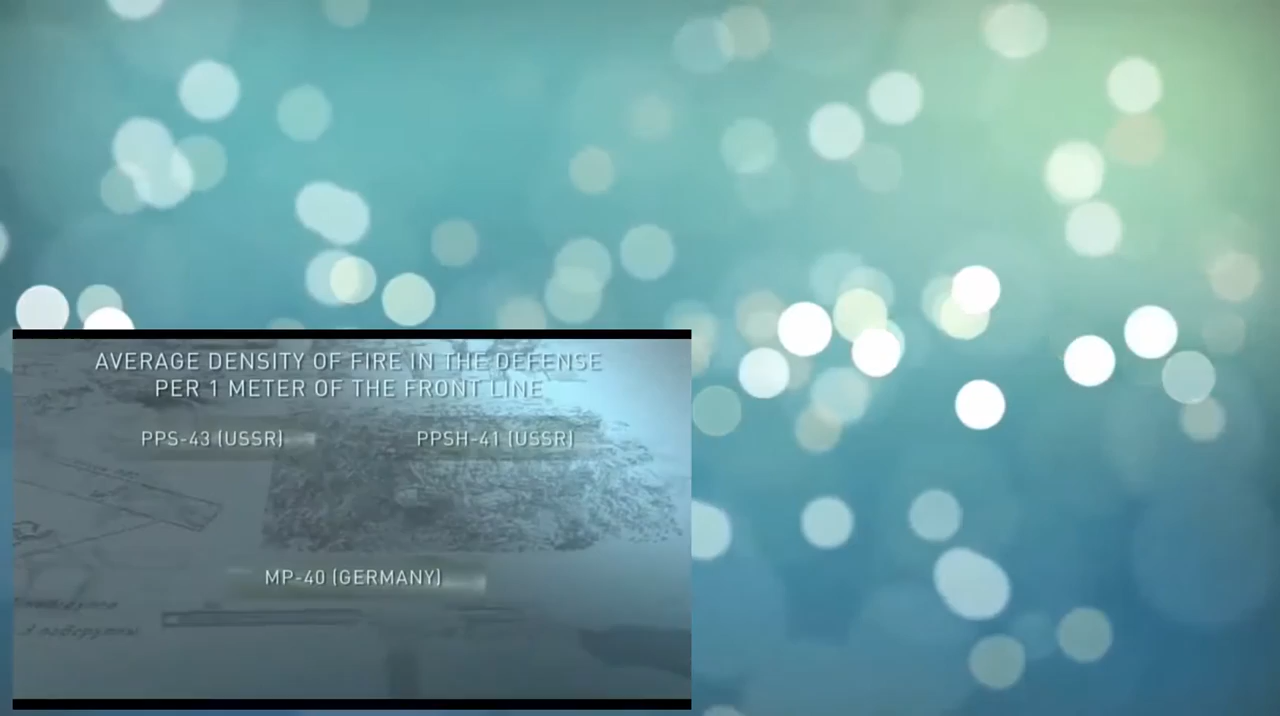 AVERAGE DENSITY OF FIRE IN THE DEFENSE
PER 1 METER OF THE FRONT LINE
PPS-43 (USSR)
PPSH-41 (USSR)
MP-40 (GERMANY)